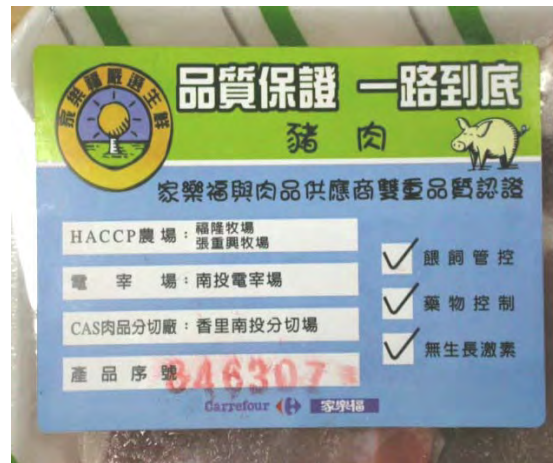 家樂福嚴選生鮮
品質保證 一路到底
豬肉
家樂福與肉品供應商雙重品質認證
HACCP農場：福隆牧場
張重興牧場
電宰場：南投電宰場
CAS肉品分切廠：香里南投分切場
產品序號 346307
餵飼管控
藥物控制
無生長激素
Carrefour 家樂福